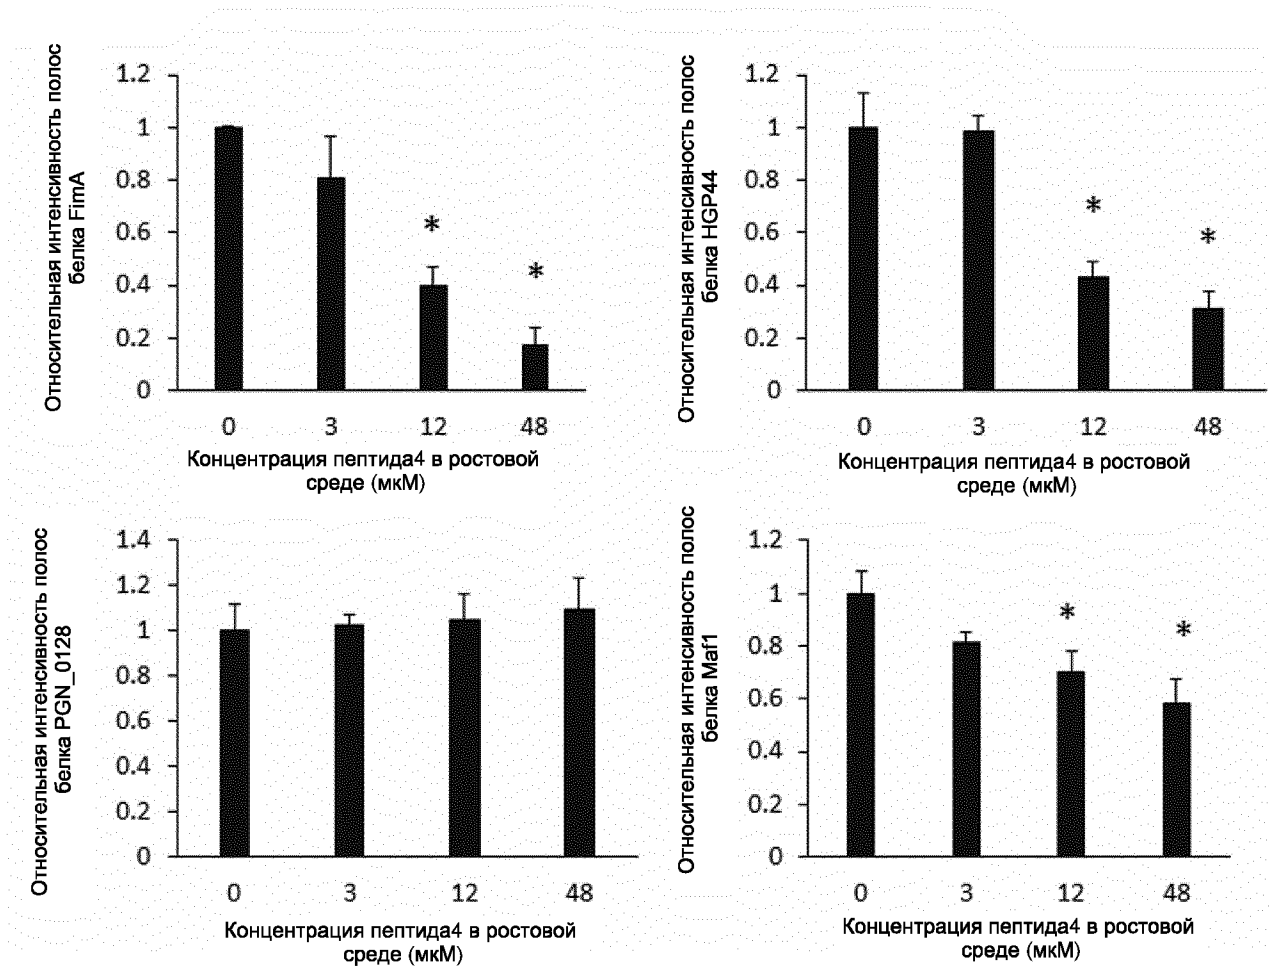 Относительная интенсивность полос
белка FimA
1.2
1
0.8
0.6
0.4
0.2
0
*
*
0 3 12 48
Концентрация пептида4 в ростовой
среде (мкМ)
Относительная интенсивность полос
белка HGP44
1.2
1
0.8
0.6
0.4
0.2
0
*
*
0 3 12 48
Концентрация пептида4 в ростовой
среде (мкМ)
Относительная интенсивность полос
белка PGN_0128
1.4
1.2
1
0.8
0.6
0.4
0.2
0
0 3 12 48
Концентрация пептида4 в ростовой
среде (мкМ)
Относительная интенсивность полос
белка Maf1
1.2
1
0.8
0.6
0.4
0.2
0
*
*
0 3 12 48
Концентрация пептида4 в ростовой
среде (мкМ)